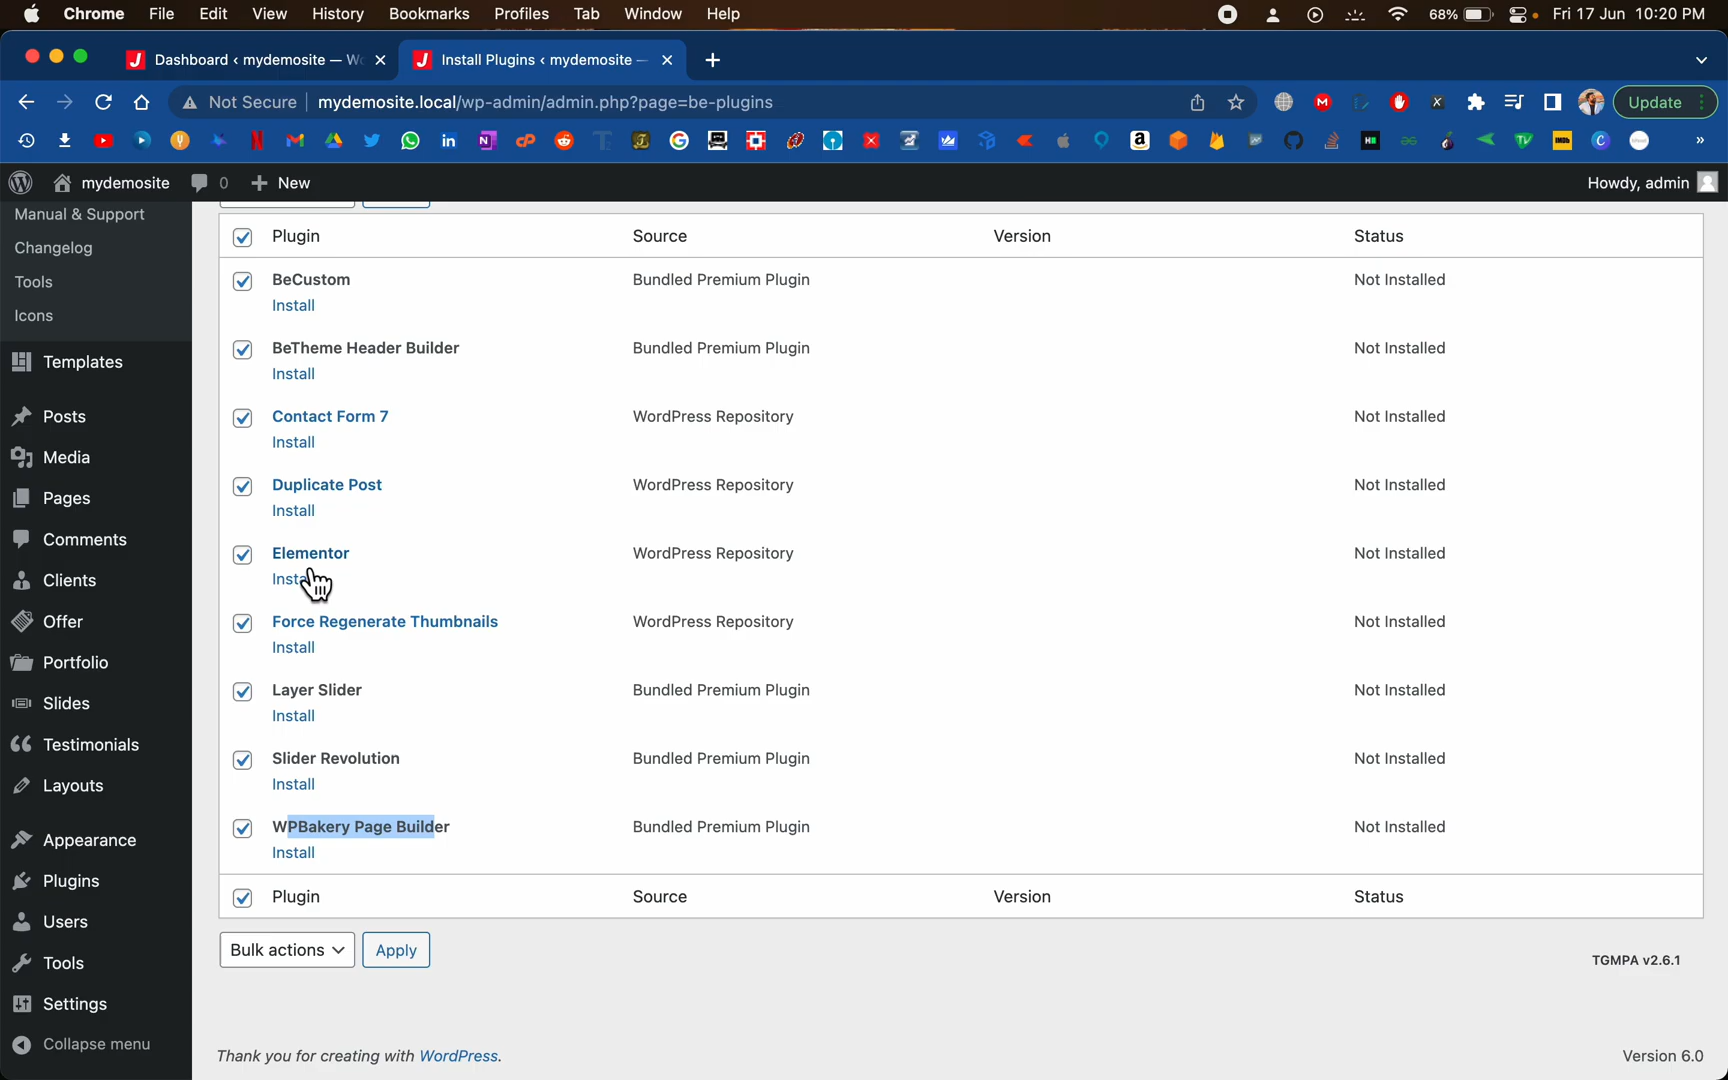 Chrome File Edit View History Bookmarks Profiles Tab Window Help 68% Fri 17 Jun 10:20 PM
Dashboard ‹ mydemosite — Wo Install Plugins ‹ mydemosite —
Not Secure mydemosite.local/wp-admin/admin.php?page=be-plugins Update
mydemosite 0 New Howdy, admin
Manual & Support
Changelog
Tools
Icons
Templates
Posts
Media
Pages
Comments
Clients
Offer
Portfolio
Slides
Testimonials
Layouts
Appearance
Plugins
Users
Tools
Settings
Collapse menu
Plugin Source Version Status
BeCustom Bundled Premium Plugin Not Installed
Install
BeTheme Header Builder Bundled Premium Plugin Not Installed
Install
Contact Form 7 WordPress Repository Not Installed
Install
Duplicate Post WordPress Repository Not Installed
Install
Elementor WordPress Repository Not Installed
Force Regenerate Thumbnails WordPress Repository Not Installed
Install
Layer Slider Bundled Premium Plugin Not Installed
Install
Slider Revolution Bundled Premium Plugin Not Installed
Install
WPBakery Page Builder Bundled Premium Plugin Not Installed
Install
Plugin Source Version Status
Bulk actions Apply
TGMPA v2.6.1
Thank you for creating with WordPress. Version 6.0